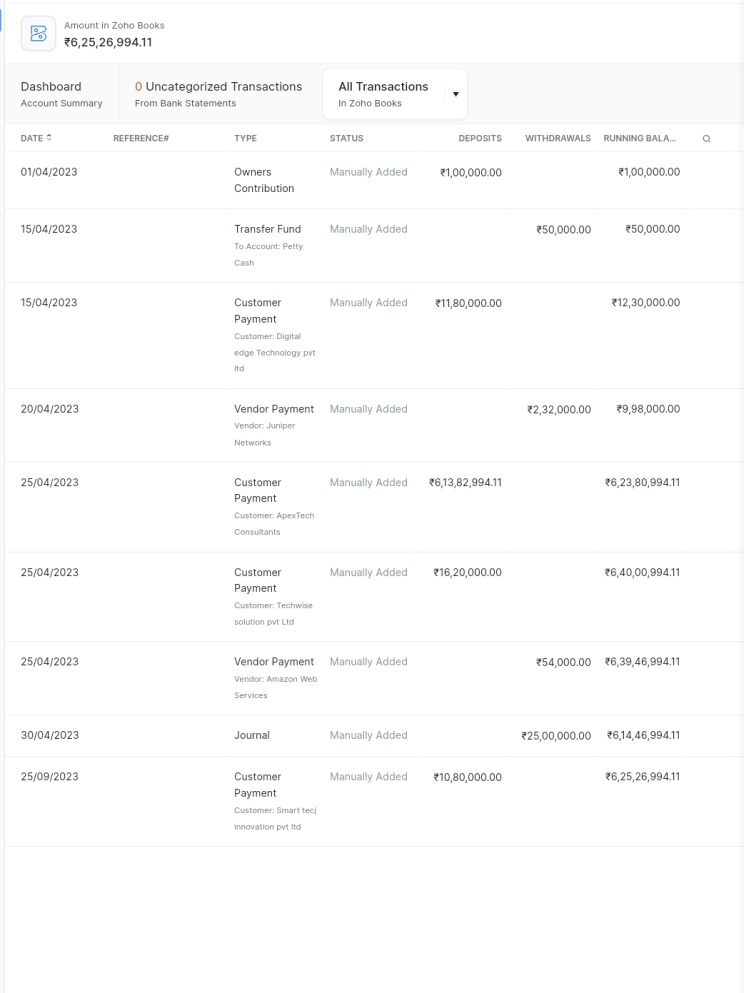 Amount in Zoho Books
₹6,25,26,994.11
Dashboard
Account Summary
0 Uncategorized Transactions
From Bank Statements
All Transactions
In Zoho Books
DATE REFERENCE# TYPE STATUS DEPOSITS WITHDRAWALS RUNNING BALA...
01/04/2023 Owners Manually Added ₹1,00,000.00 ₹1,00,000.00
Contribution
15/04/2023 Transfer Fund Manually Added ₹50,000.00 ₹50,000.00
To Account: Petty
Cash
15/04/2023 Customer Manually Added ₹11,80,000.00 ₹12,30,000.00
Payment
Customer: Digital
edge Technology pvt
ltd
20/04/2023 Vendor Payment Manually Added ₹2,32,000.00 ₹9,98,000.00
Vendor: Juniper
Networks
25/04/2023 Customer Manually Added ₹6,13,82,994.11 ₹6,23,80,994.11
Payment
Customer: ApexTech
Consultants
25/04/2023 Customer Manually Added ₹16,20,000.00 ₹6,40,00,994.11
Payment
Customer: Techwise
solution pvt Ltd
25/04/2023 Vendor Payment Manually Added ₹54,000.00 ₹6,39,46,994.11
Vendor: Amazon Web
Services
30/04/2023 Journal Manually Added ₹25,00,000.00 ₹6,14,46,994.11
25/09/2023 Customer Manually Added ₹10,80,000.00 ₹6,25,26,994.11
Payment
Customer: Smart tecj
innovation pvt ltd